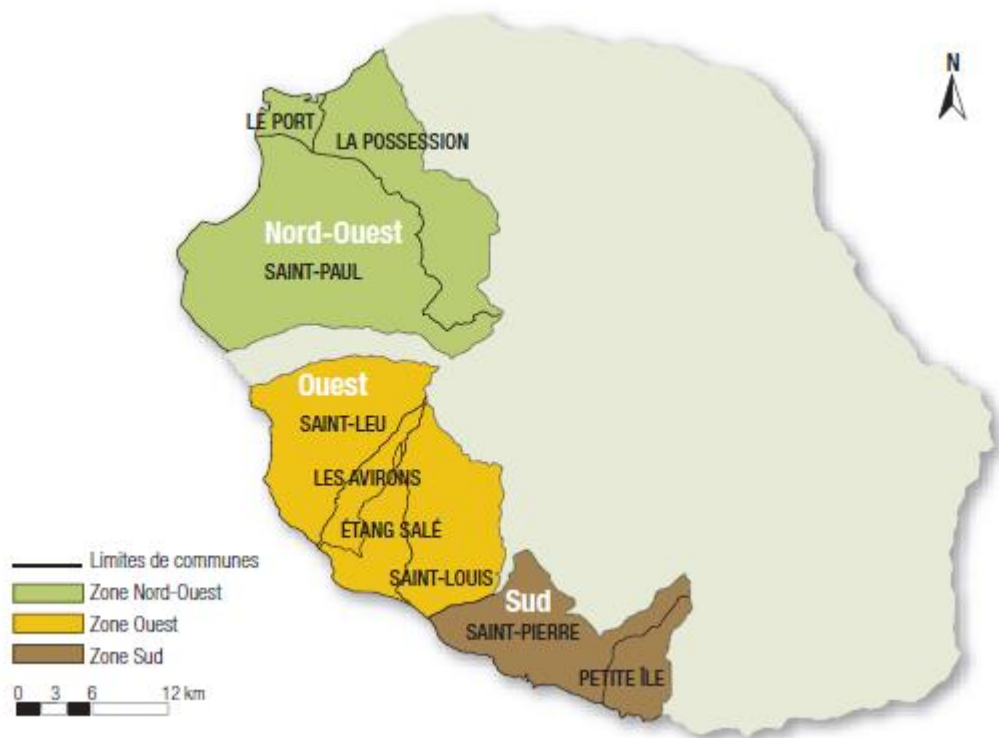 N
LE PORT
LA POSSESSION
Nord-Ouest
SAINT-PAUL
Ouest
SAINT-LEU
LES AVIRONS
ÉTANG SALÉ
SAINT-LOUIS
Sud
SAINT-PIERRE
PETITE ÎLE
Limites de communes
Zone Nord-Ouest
Zone Ouest
Zone Sud
0 3 6 12 km